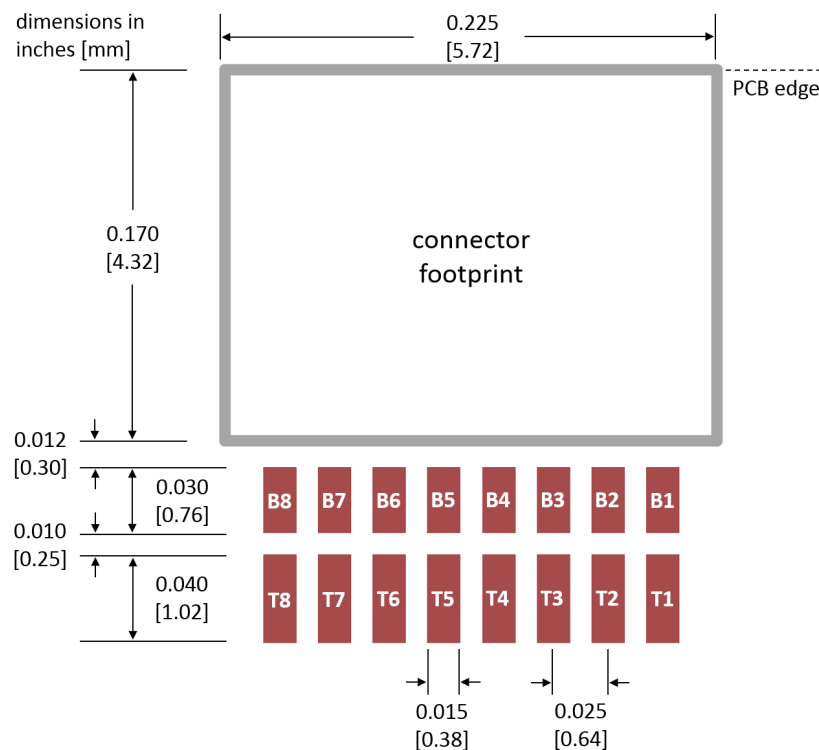 dimensions in
inches [mm]
0.225
[5.72]
PCB edge
0.170
[4.32]
connector
footprint
0.012
[0.30]
0.030
[0.76]
B8 B7 B6 B5 B4 B3 B2 B1
0.010
[0.25]
0.040
[1.02]
T8 T7 T6 T5 T4 T3 T2 T1
0.015
[0.38]
0.025
[0.64]